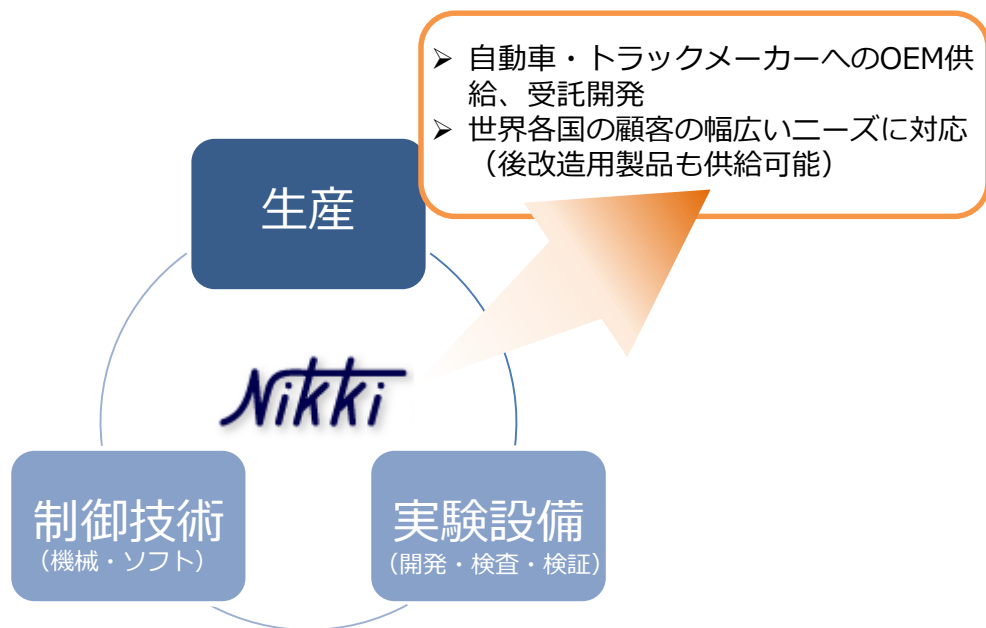 ➢ 自動車・トラックメーカーへのOEM供
給、受託開発
➢ 世界各国の顧客の幅広いニーズに対応
（後改造用製品も供給可能）
生産
Nikki
制御技術
（機械・ソフト）
実験設備
（開発・検査・検証）